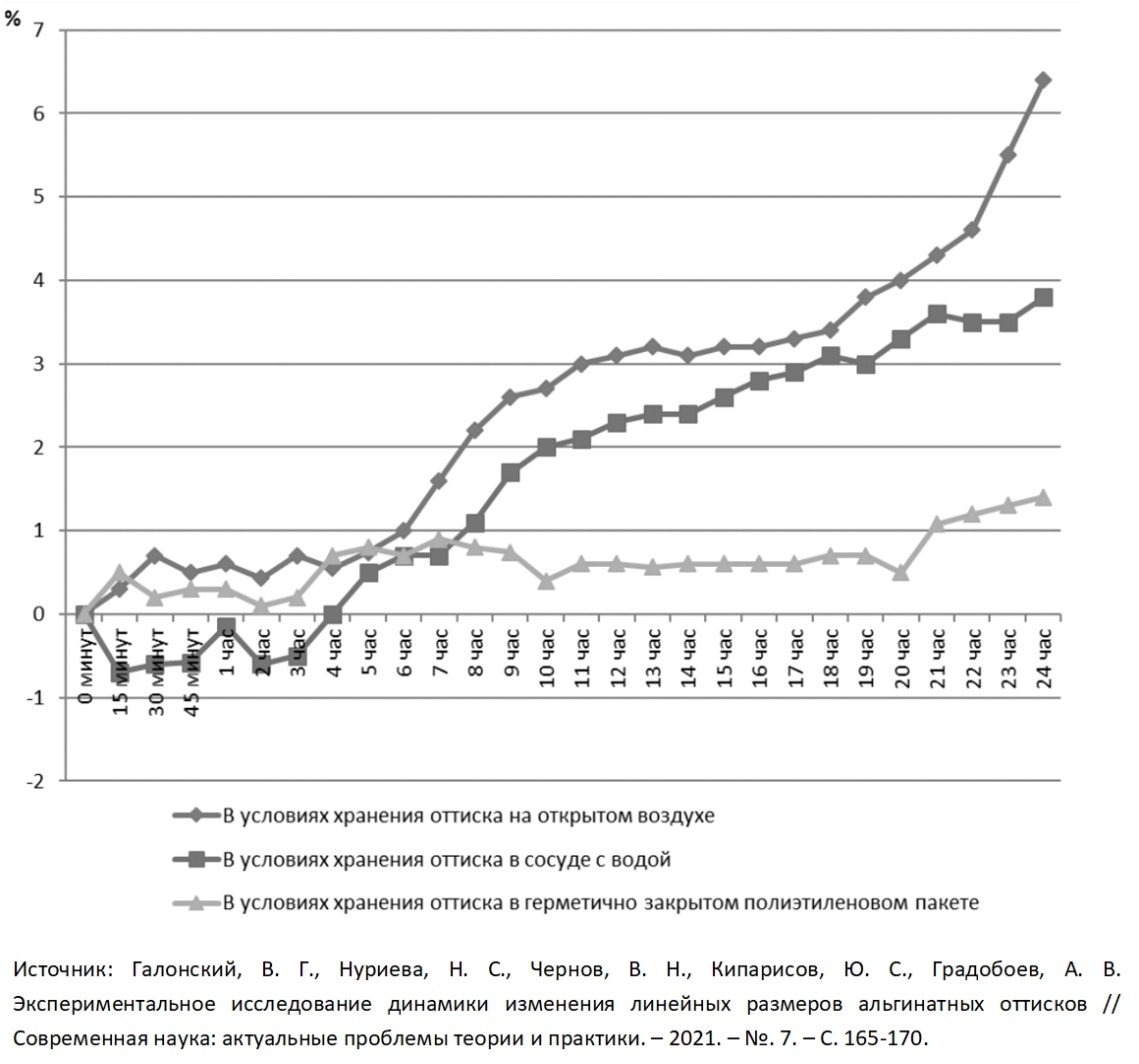 %
7
6
5
4
3
2
1
0
-1
-2
0 минут
15 минут
30 минут
45 минут
1 час
2 час
3 час
4 час
5 час
6 час
7 час
8 час
9 час
10 час
11 час
12 час
13 час
14 час
15 час
16 час
17 час
18 час
19 час
20 час
21 час
22 час
23 час
24 час
В условиях хранения оттиска на открытом воздухе
В условиях хранения оттиска в сосуде с водой
В условиях хранения оттиска в герметично закрытом полиэтиленовом пакете
Источник: Галонский, В. Г., Нуриева, Н. С., Чернов, В. Н., Кипарисов, Ю. С., Градобоев, А. В.
Экспериментальное исследование динамики изменения линейных размеров альгинатных оттисков //
Современная наука: актуальные проблемы теории и практики. – 2021. – №. 7. – С. 165-170.